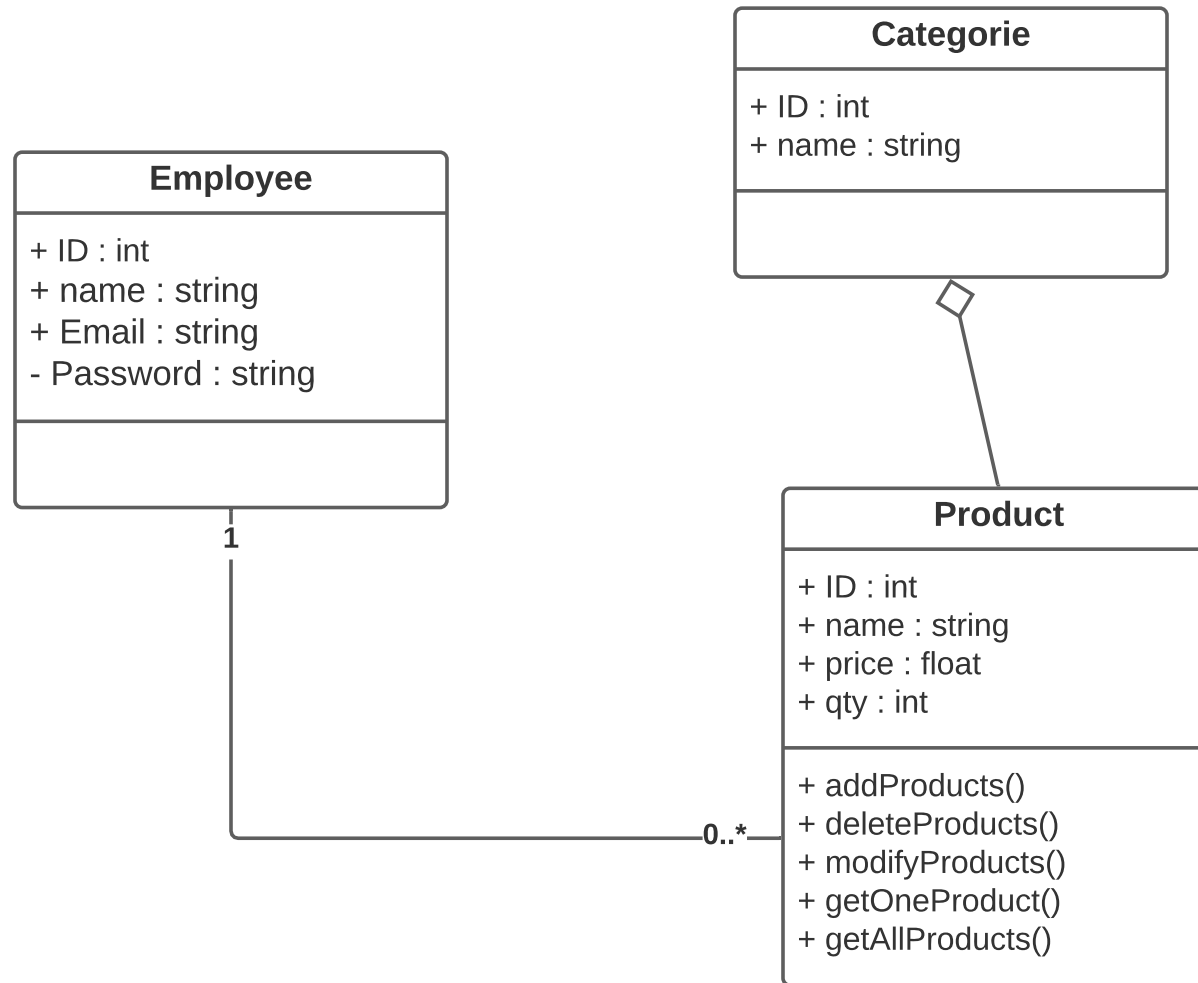 Categorie
+ ID : int
+ name : string
Employee
+ ID : int
+ name : string
+ Email : string
- Password : string
1
Product
+ ID : int
+ name : string
+ price : float
+ qty : int
+ addProducts()
+ deleteProducts()
+ modifyProducts()
+ getOneProduct()
+ getAllProducts()
0..*